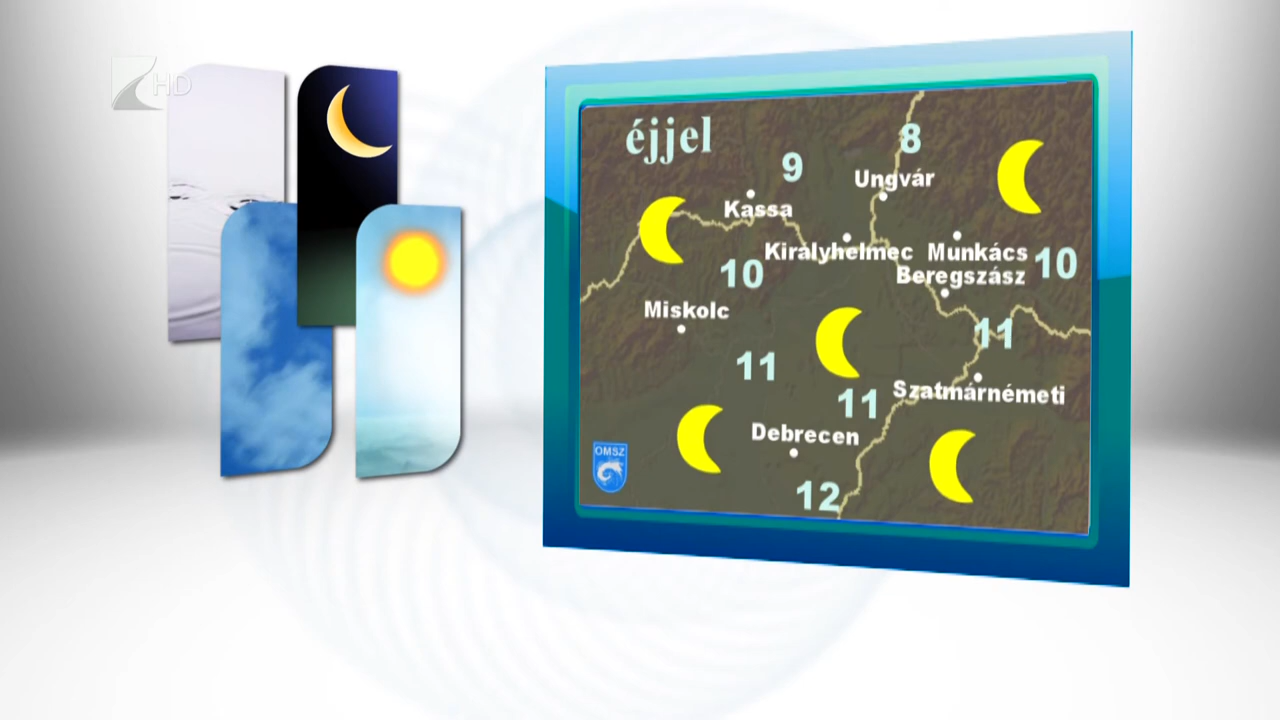 HD
éjjel
8
9
Ungvár
Kassa
Királyhelmec
Munkács
10
10
Beregszász
Miskolc
11
11
Szatmárnémeti
11
Debrecen
OMSZ
12